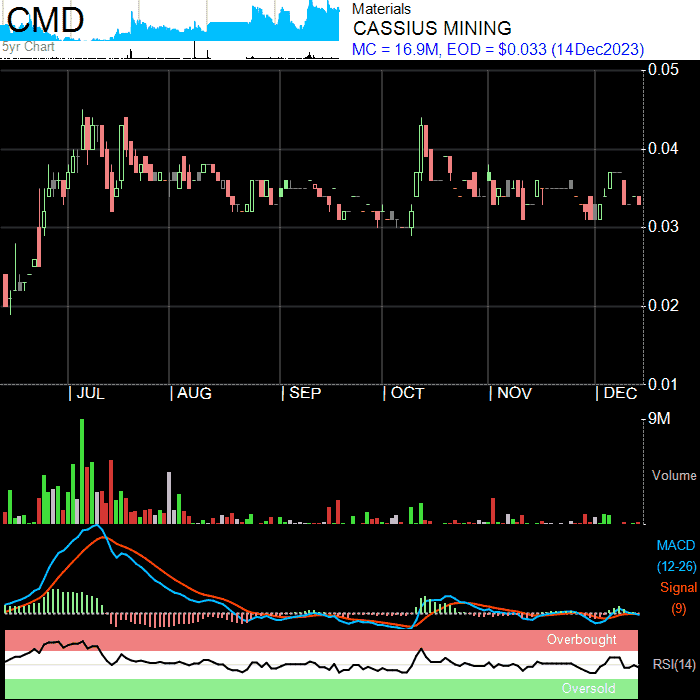 CMD
5yr Chart
Materials
CASSIUS MINING
MC = 16.9M, EOD = $0.033 (14Dec2023)
0.05
0.04
0.03
0.02
0.01
JUL AUG SEP OCT NOV DEC
9M
Volume
MACD
(12-26)
Signal
(9)
Overbought
RSI(14)
Oversold